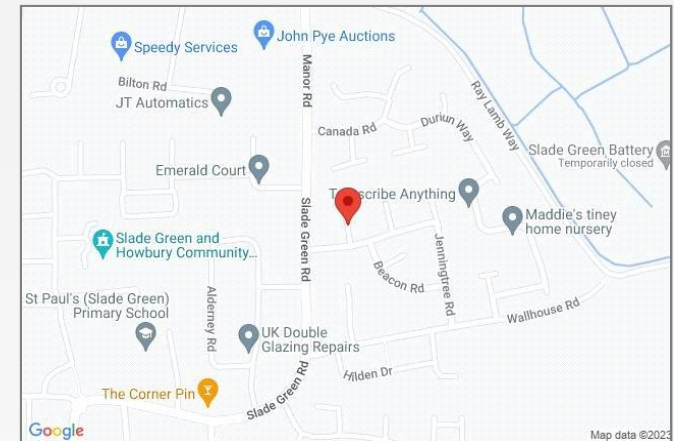 Speedy Services
John Pye Auctions
Manor Rd
Ray Lamb Way
Bilton Rd
JT Automatics
Canada Rd
Durlun Way
Slade Green Battery
Temporarily closed
Emerald Court
Anything
Maddie's tiney
home nursery
Slade Green Rd
Slade Green and
Howbury Community...
Jenningtree Rd
Beacon Rd
St Paul's (Slade Green)
Primary School
Alderney Rd
Wallhouse Rd
UK Double
Glazing Repairs
Hilden Dr
The Corner Pin
Slade Green Rd
Google
Map data ©2023